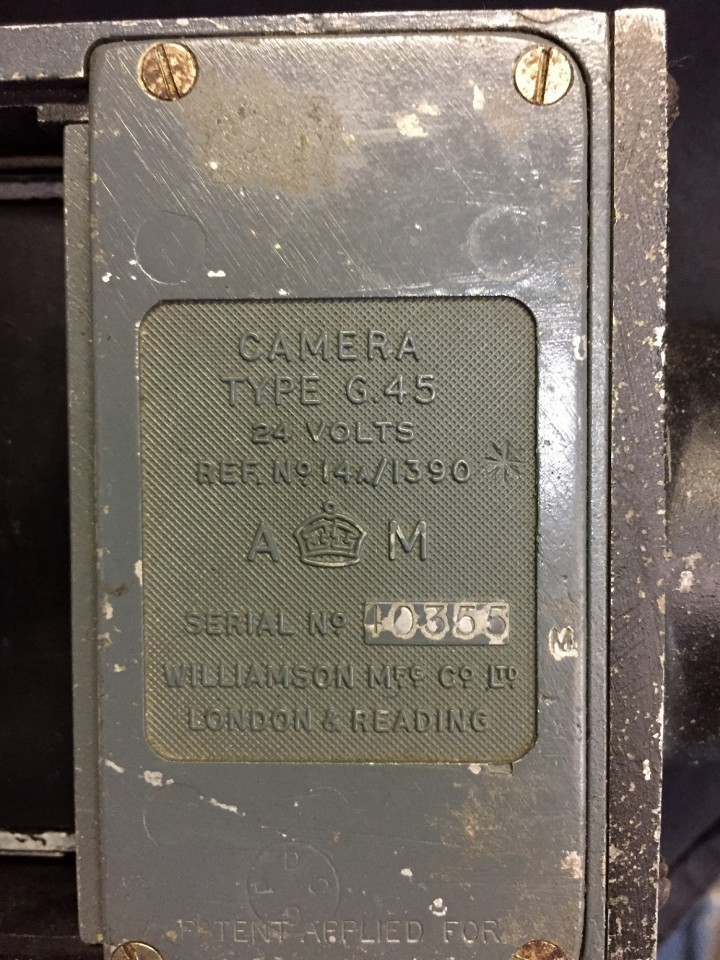 CAMERA
TYPE G.45
24 VOLTS
REF. Nº 14A/1390
A M
SERIAL Nº 40355
WILLIAMSON MFG Cº LTD
LONDON & READING
M
PATENT APPLIED FOR